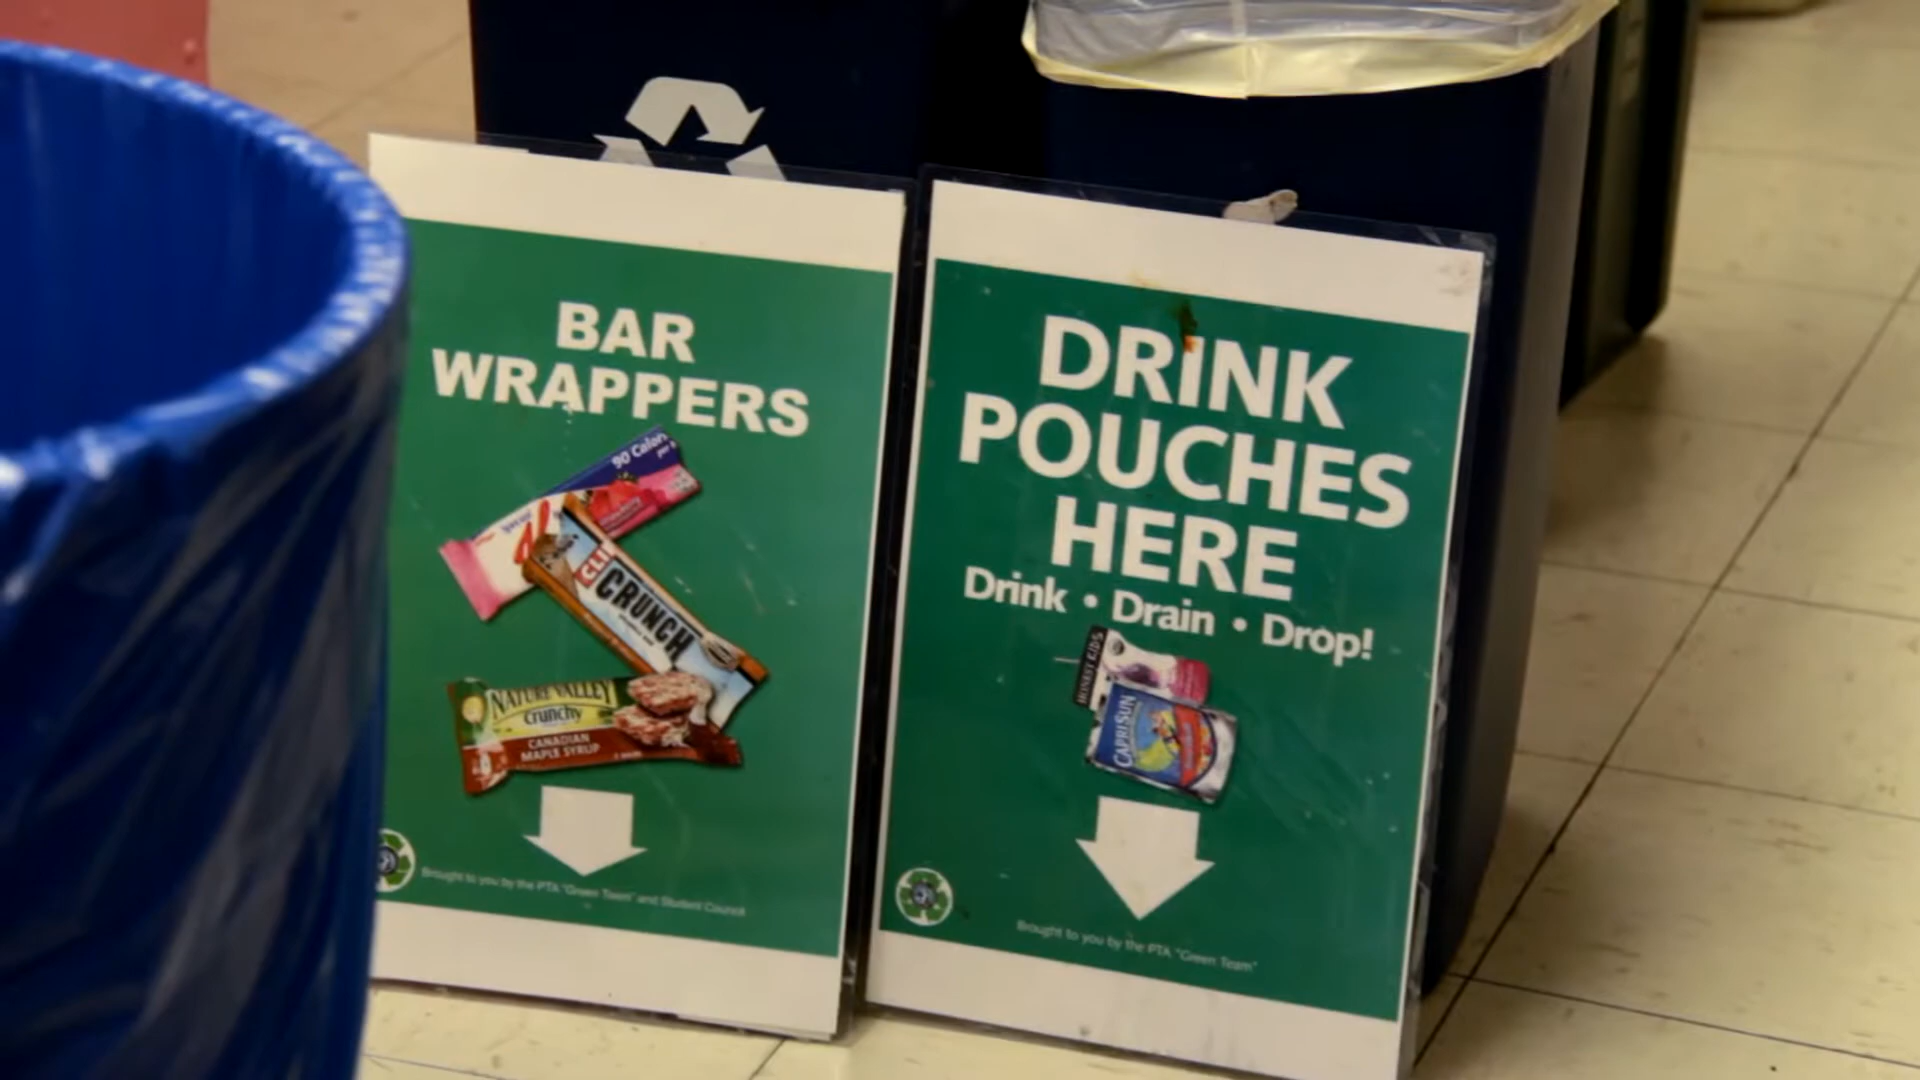 BAR
WRAPPERS
90 Calor
CLI
CRUNCH
NATURE VALLEY
Crunchy
CANADIAN
MAPLE SYRUP
Brought to you by the PTA "Green Team" and Student Council
DRINK
POUCHES
HERE
Drink • Drain • Drop!
HONEST KIDS
CAPRI SUN
Brought to you by the PTA "Green Team"